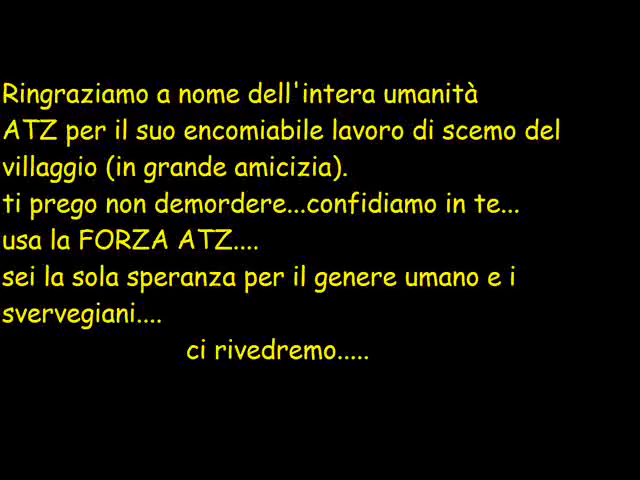 Ringraziamo a nome dell'intera umanità
ATZ per il suo encomiabile lavoro di scemo del
villaggio (in grande amicizia).
ti prego non demordere...confidiamo in te...
usa la FORZA ATZ....
sei la sola speranza per il genere umano e i
svervegiani....
ci rivedremo.....